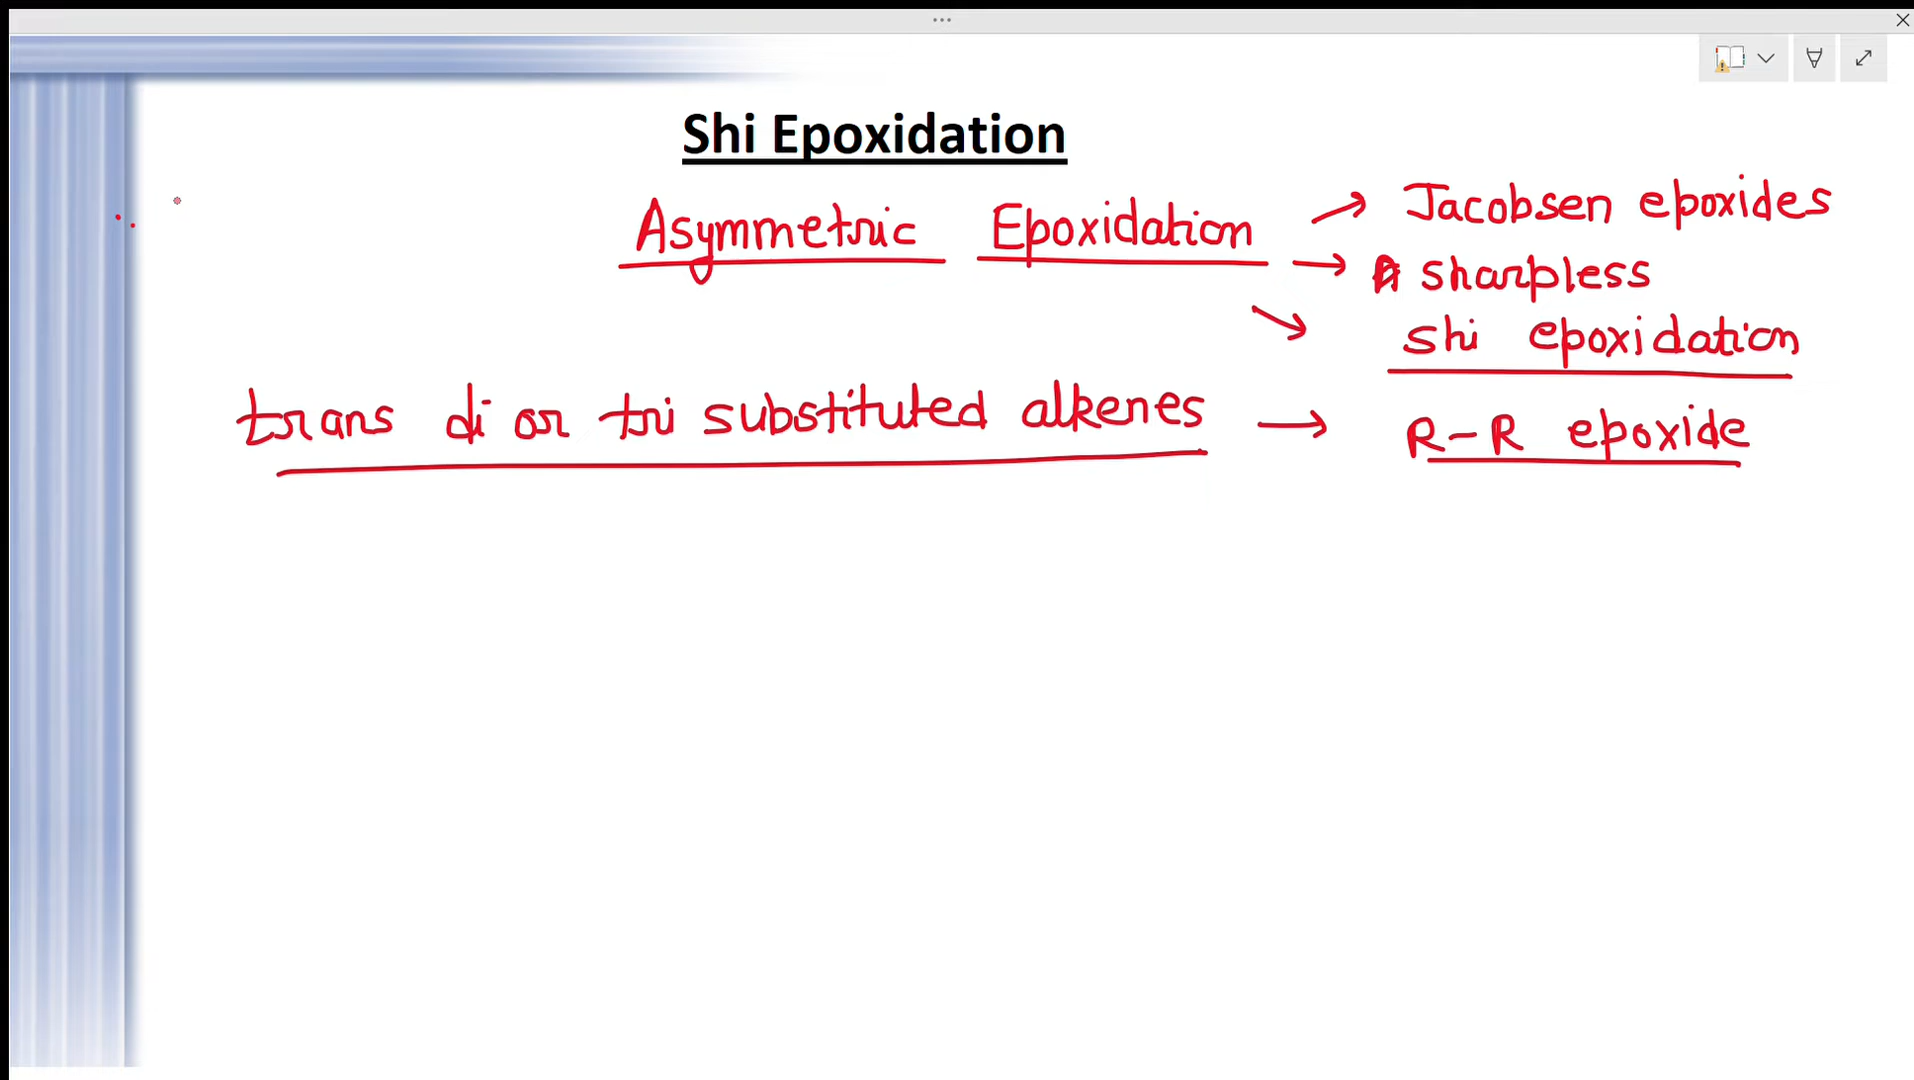 Shi Epoxidation
Asymmetric Epoxidation → Jacobsen epoxides
→ sharpless
→ shi epoxidation
trans di or tri substituted alkenes → R-R epoxide